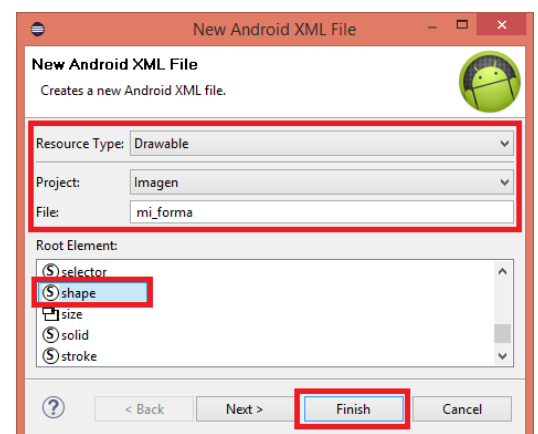 New Android XML File
New Android XML File
Creates a new Android XML file.
Resource Type: Drawable
Project: Imagen
File: mi_forma
Root Element:
S selector
S shape
size
S solid
S stroke
? < Back Next > Finish Cancel